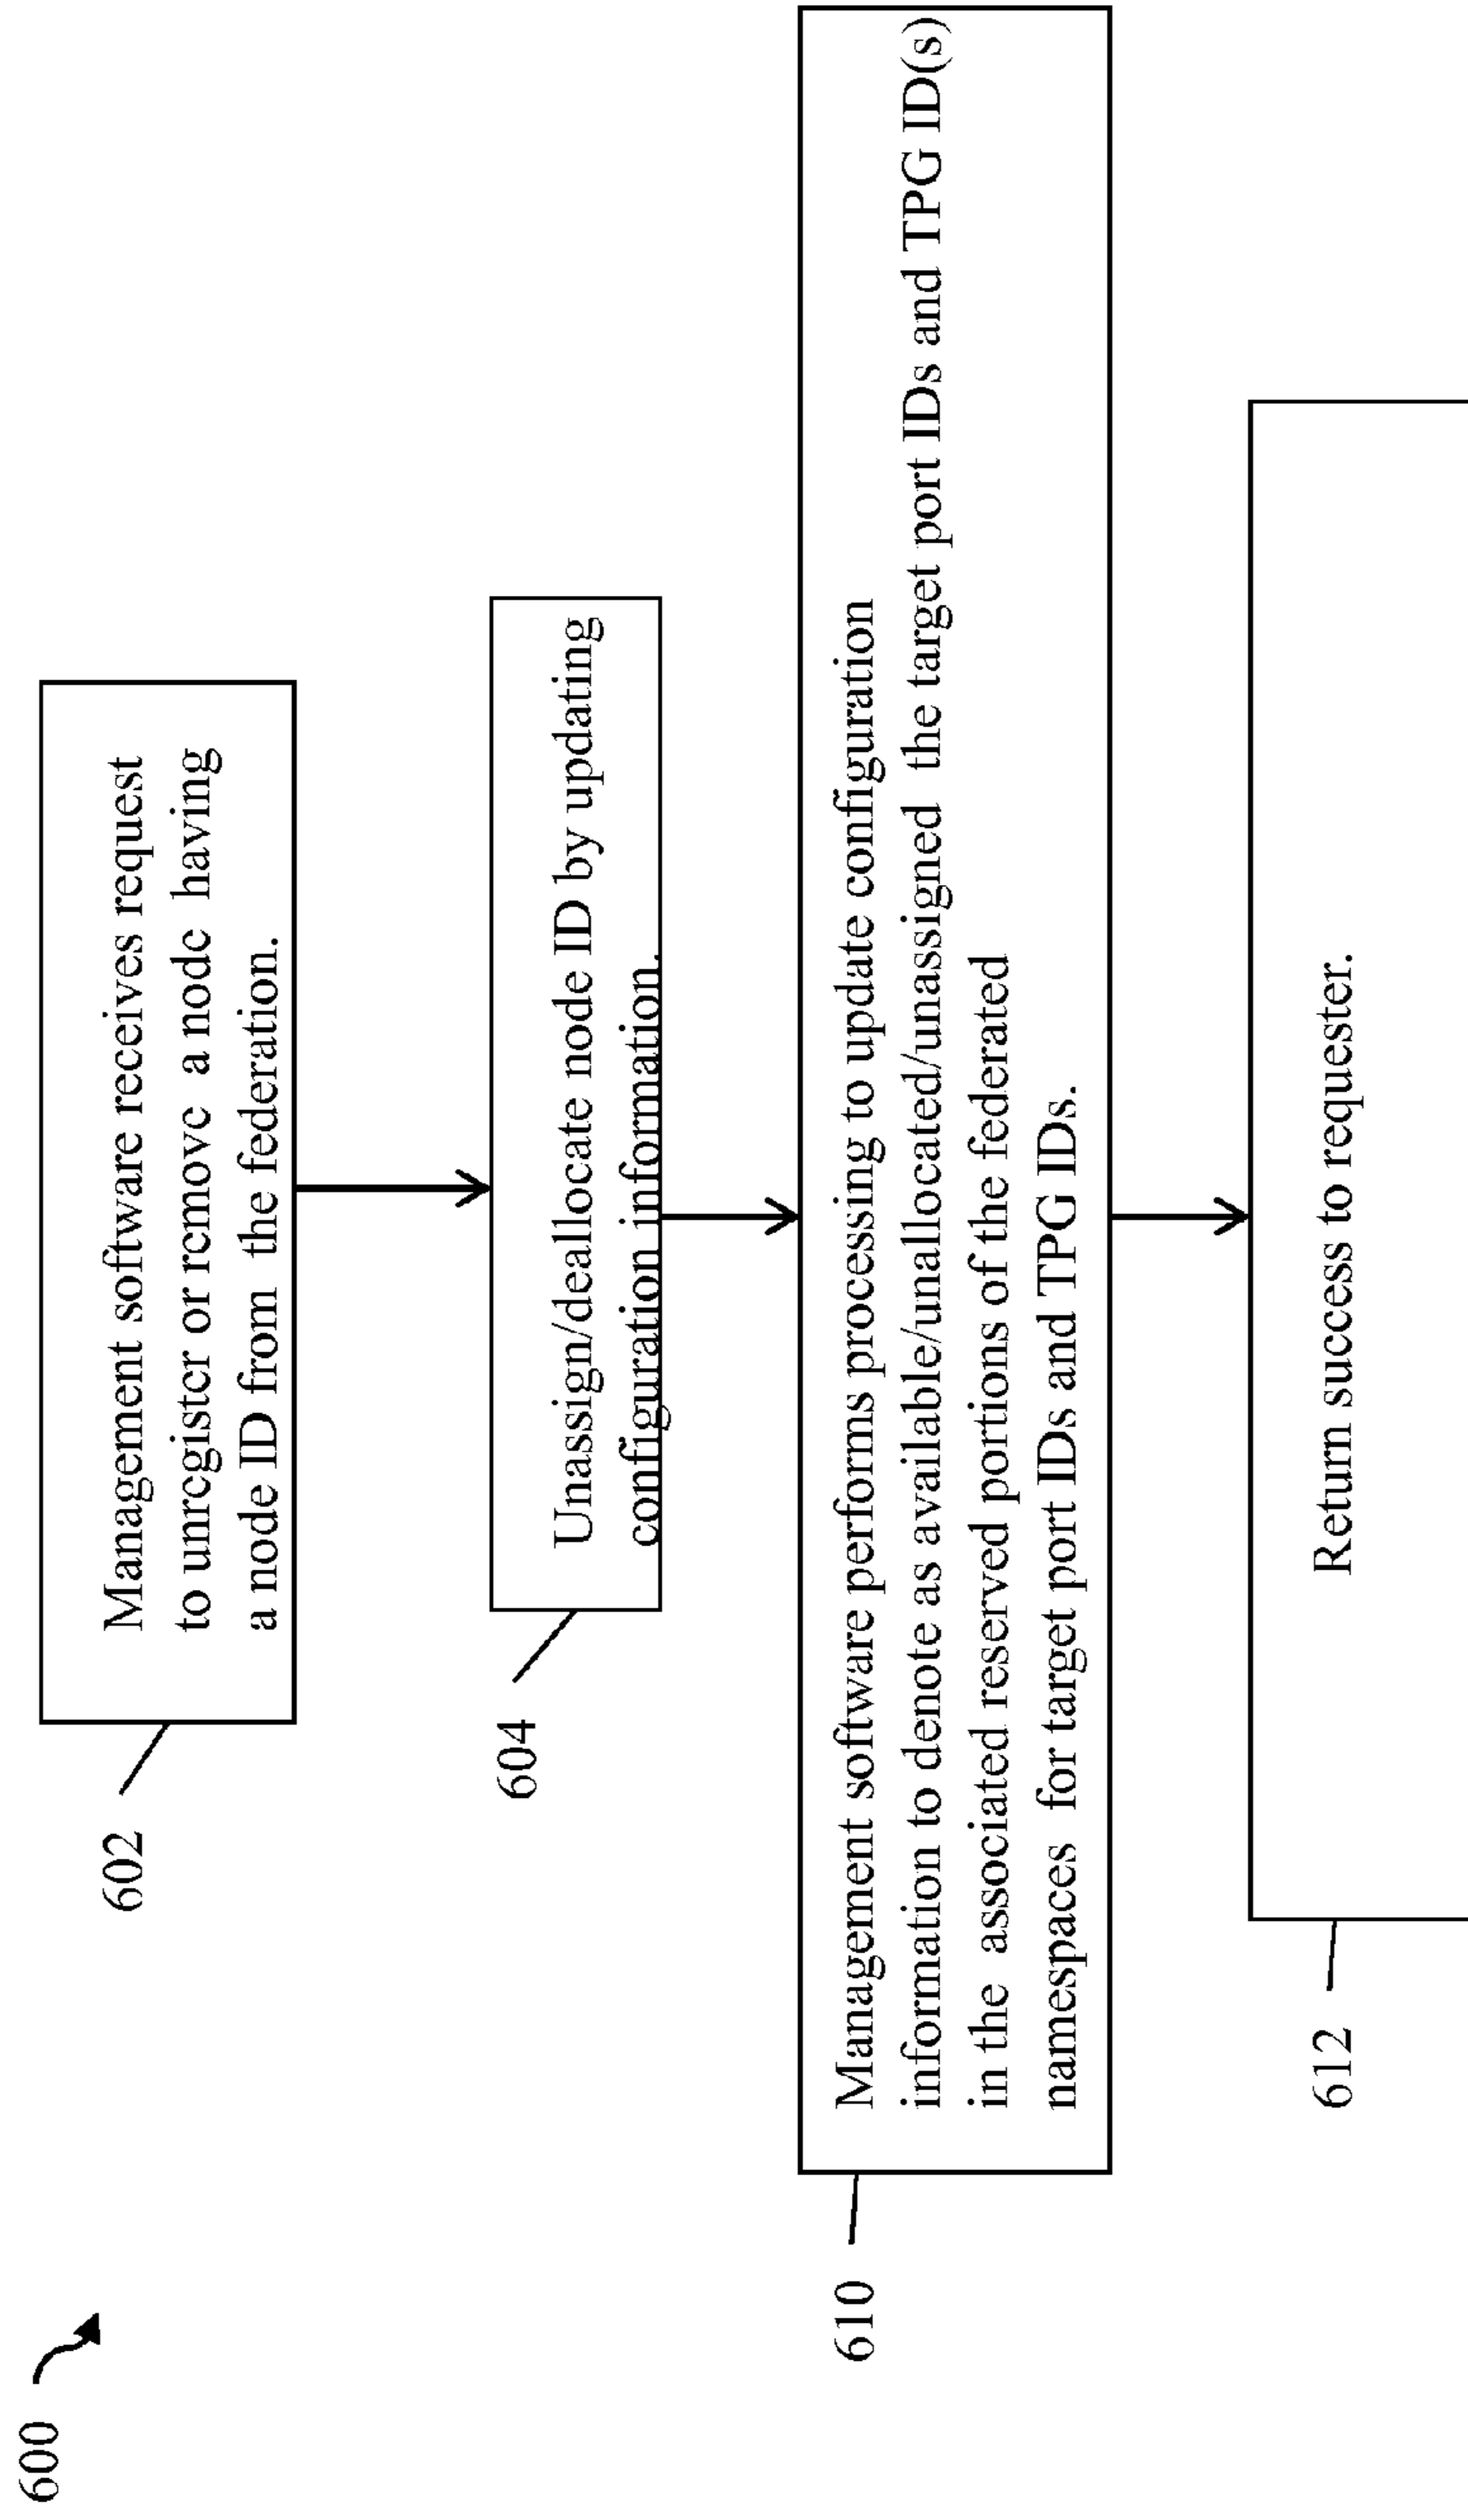 600
602
Management software receives request
to unregister or remove a node having
a node ID from the federation.
604
Unassign/deallocate node ID by updating
configuration information.
610
Management software performs processing to update configuration
information to denote as available/unallocated/unassigned the target port IDs and TPG ID(s)
in the associated reserved portions of the federated
namespaces for target port IDs and TPG IDs.
612
Return success to requester.